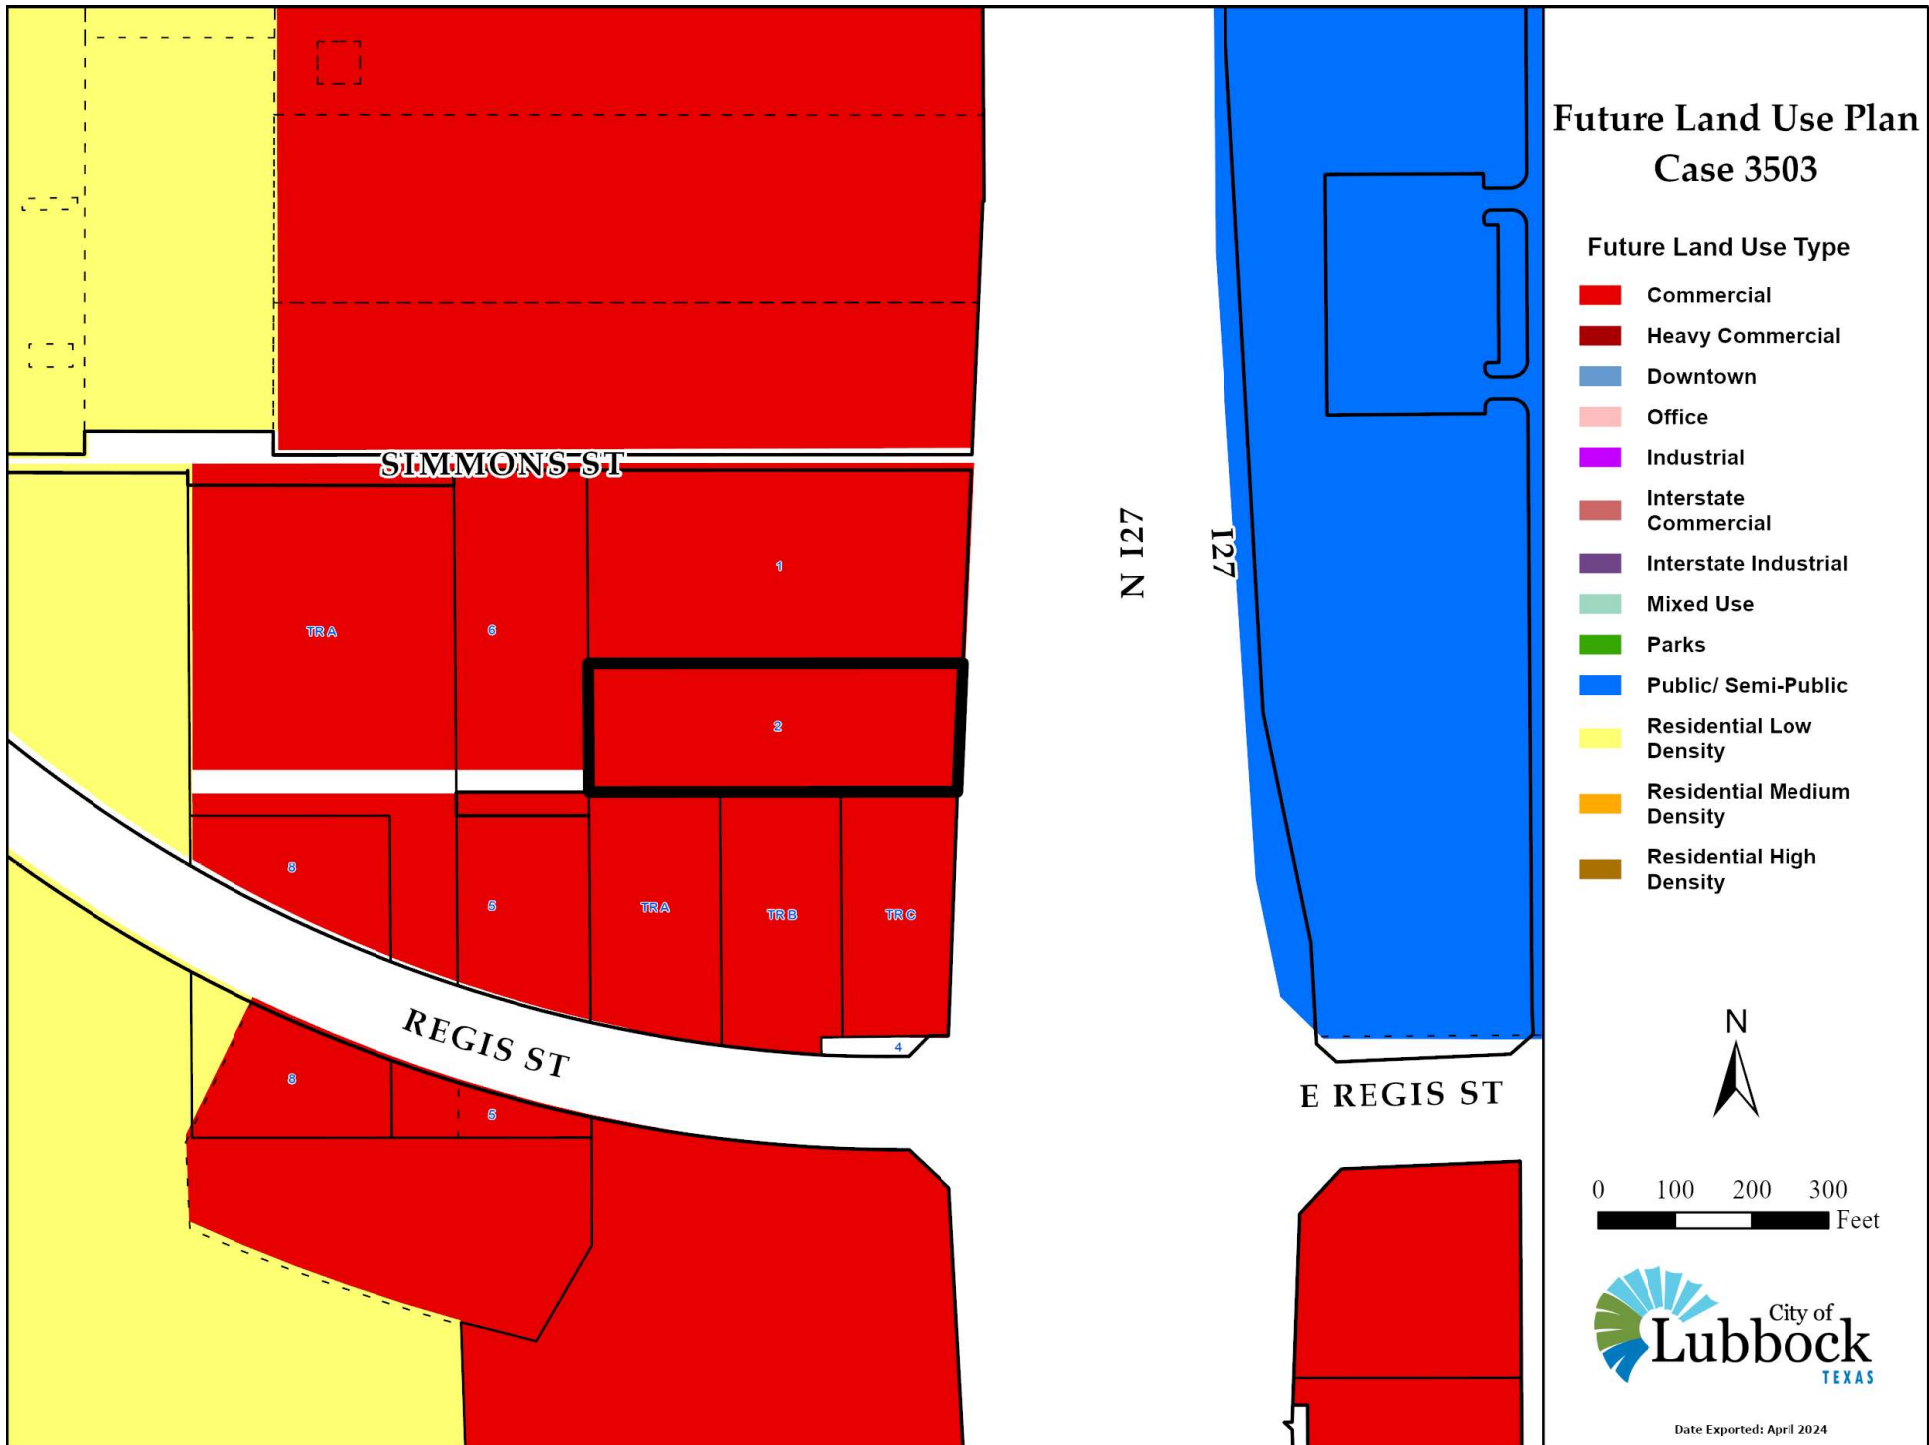 Future Land Use Plan
Case 3503
Future Land Use Type
Commercial
Heavy Commercial
Downtown
Office
Industrial
Interstate
Commercial
Interstate Industrial
Mixed Use
Parks
Public/ Semi-Public
Residential Low
Density
Residential Medium
Density
Residential High
Density
N
0 100 200 300
Feet
City of
Lubbock
TEXAS
Date Exported: April 2024
SIMMONS ST
N I27
I27
1
TR A
6
2
8
5
TR A
TR B
TR C
4
REGIS ST
E REGIS ST
8
5